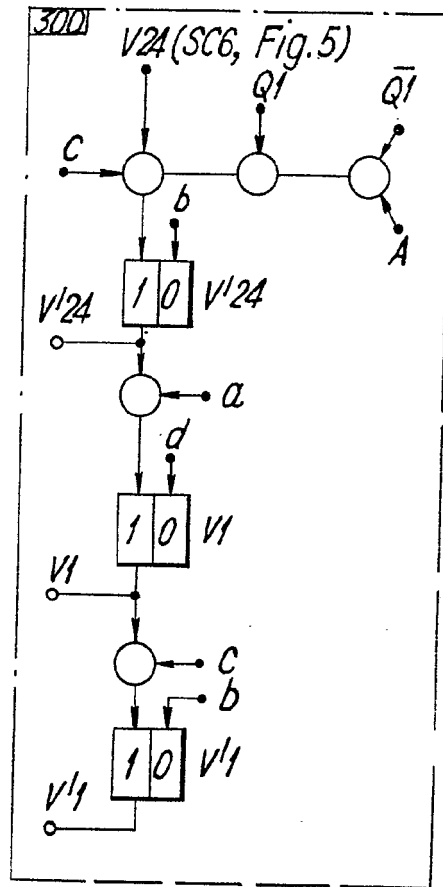 300
V24 (SC6, Fig.5)
Q1
Q̅1̅
c
b
A
1 0 V'24
V'24
a
d
1 0 V1
V1
c
b
1 0 V'1
V'1